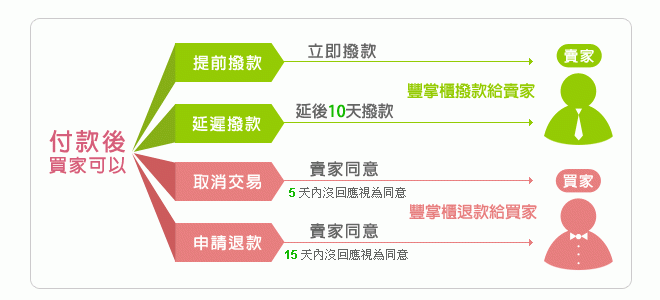 付款後
買家可以
提前撥款
立即撥款
賣家
豐掌櫃撥款給賣家
延遲撥款
延後10天撥款
取消交易
賣家同意
5 天內沒回應視為同意
買家
豐掌櫃退款給買家
申請退款
賣家同意
15 天內沒回應視為同意